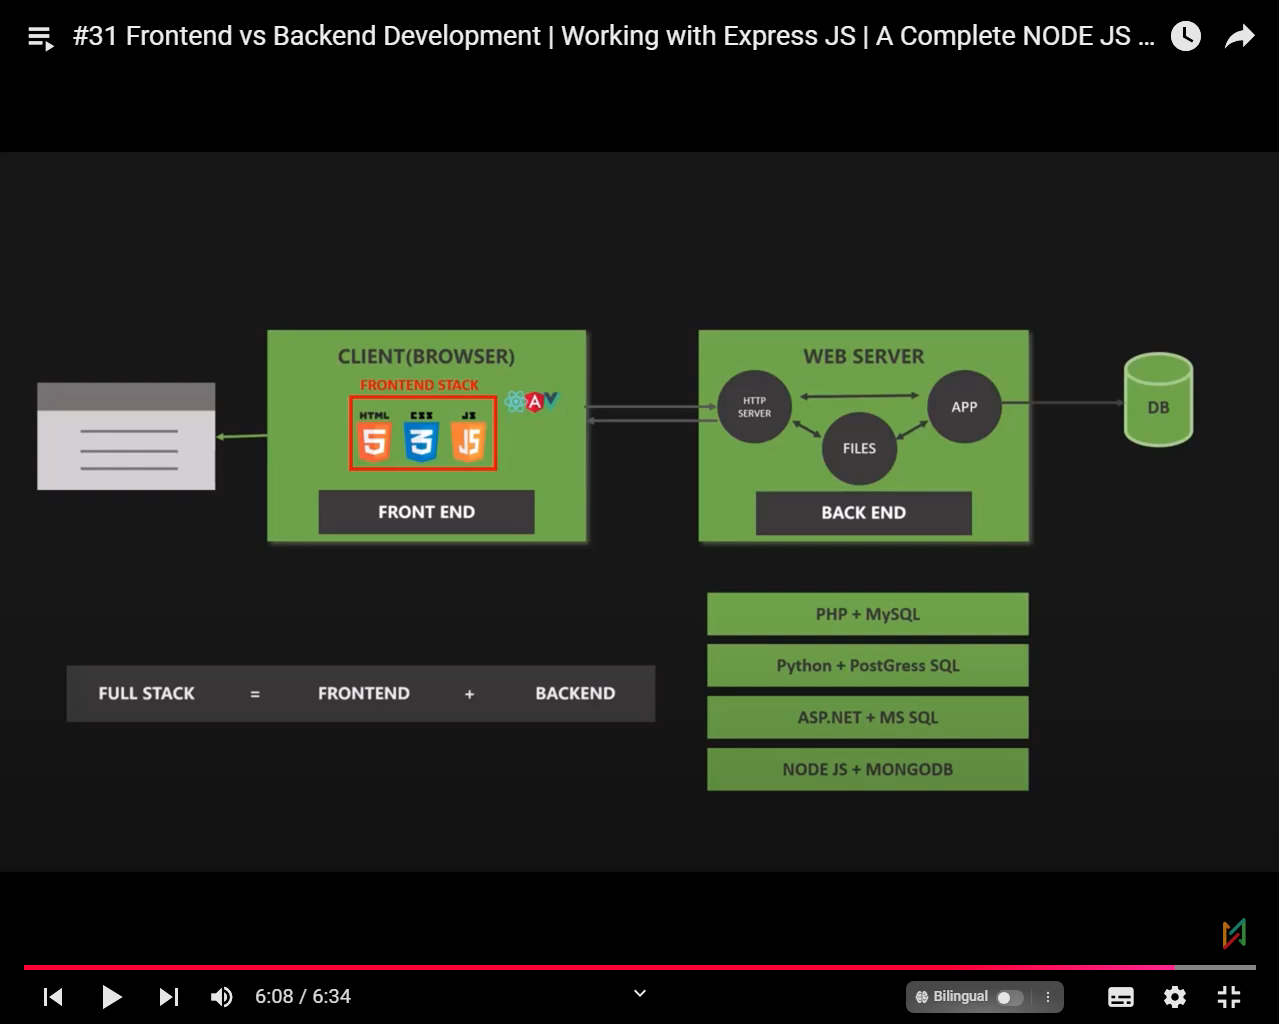 #31 Frontend vs Backend Development | Working with Express JS | A Complete NODE JS ...
CLIENT(BROWSER)
FRONTEND STACK
HTML CSS JS
5 3 JS
A
FRONT END
WEB SERVER
HTTP
SERVER
APP
FILES
BACK END
DB
PHP + MySQL
Python + PostGress SQL
ASP.NET + MS SQL
NODE JS + MONGODB
FULL STACK = FRONTEND + BACKEND
6:08 / 6:34
Bilingual